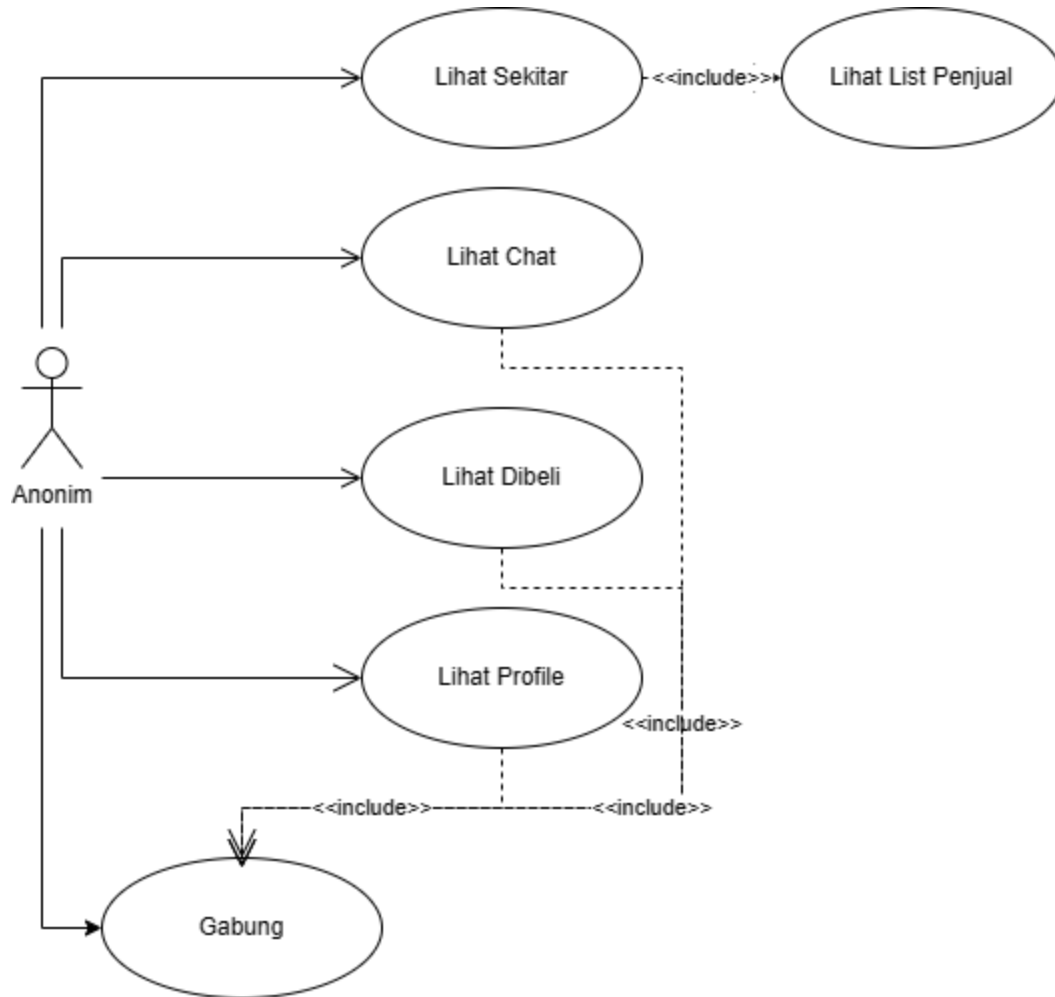 Lihat Sekitar
<<include>>
Lihat List Penjual
Lihat Chat
Anonim
Lihat Dibeli
Lihat Profile
<<include>>
<<include>>
<<include>>
Gabung